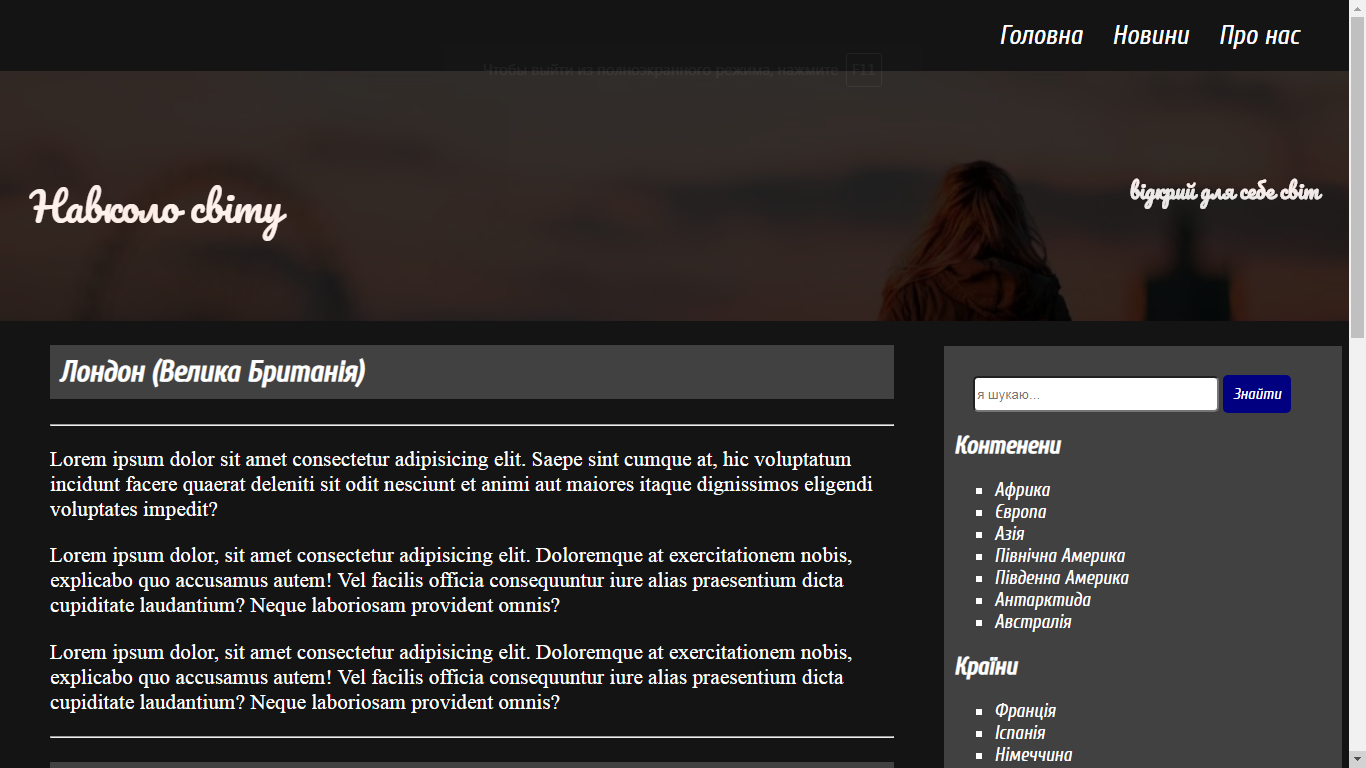 Головна Новини Про нас
Чтобы выйти из полноэкранного режима, нажмите F11
Навколо світу
відкрий для себе світ
Лондон (Велика Британія)
Lorem ipsum dolor sit amet consectetur adipisicing elit. Saepe sint cumque at, hic voluptatum
incidunt facere quaerat deleniti sit odit nesciunt et animi aut maiores itaque dignissimos eligendi
voluptates impedit?
Lorem ipsum dolor, sit amet consectetur adipisicing elit. Doloremque at exercitationem nobis,
explicabo quo accusamus autem! Vel facilis officia consequuntur iure alias praesentium dicta
cupiditate laudantium? Neque laboriosam provident omnis?
Lorem ipsum dolor, sit amet consectetur adipisicing elit. Doloremque at exercitationem nobis,
explicabo quo accusamus autem! Vel facilis officia consequuntur iure alias praesentium dicta
cupiditate laudantium? Neque laboriosam provident omnis?
я шукаю...
Знайти
Контенени
Африка
Європа
Азія
Північна Америка
Південна Америка
Антарктида
Австралія
Країни
Франція
Іспанія
Німеччина